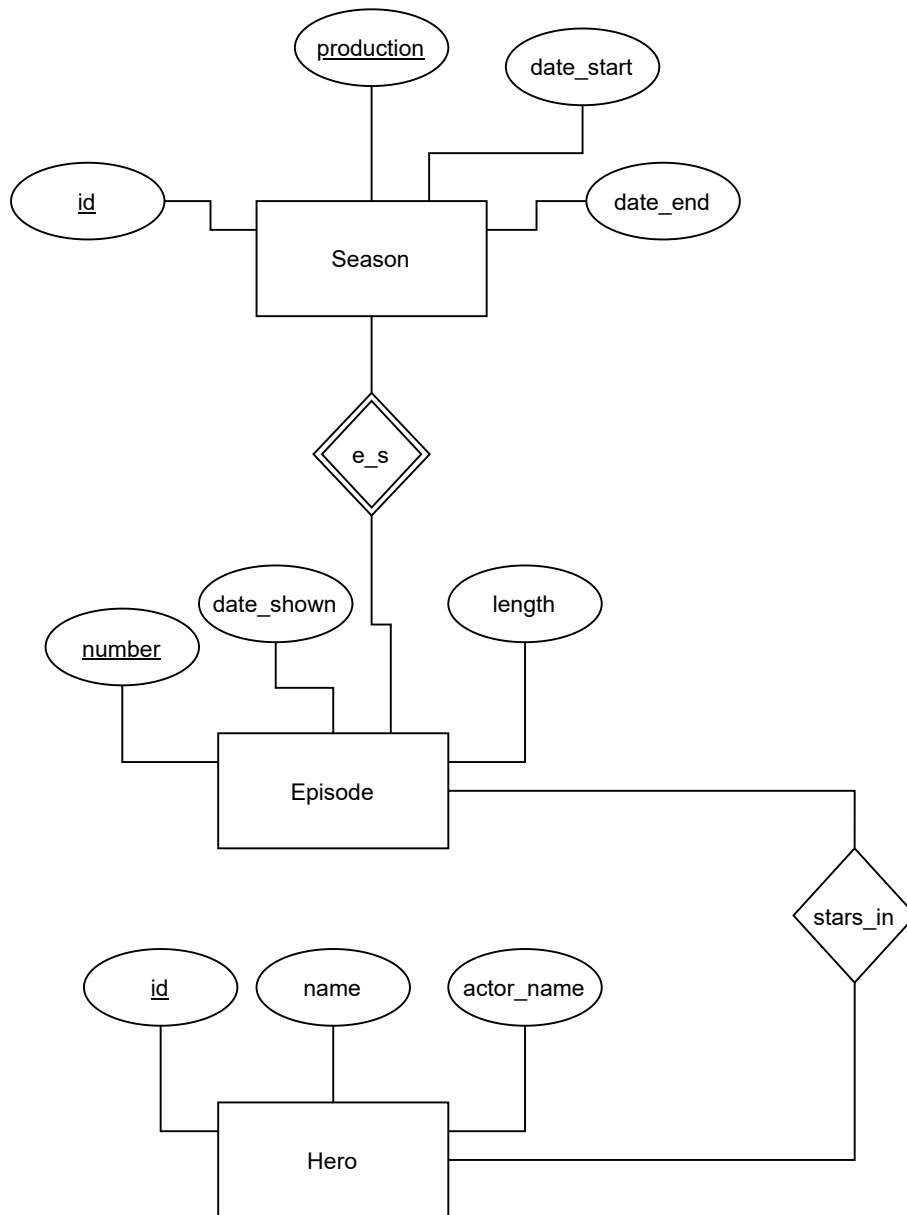 production
date_start
id
date_end
Season
e_s
date_shown
length
number
Episode
stars_in
id
name
actor_name
Hero